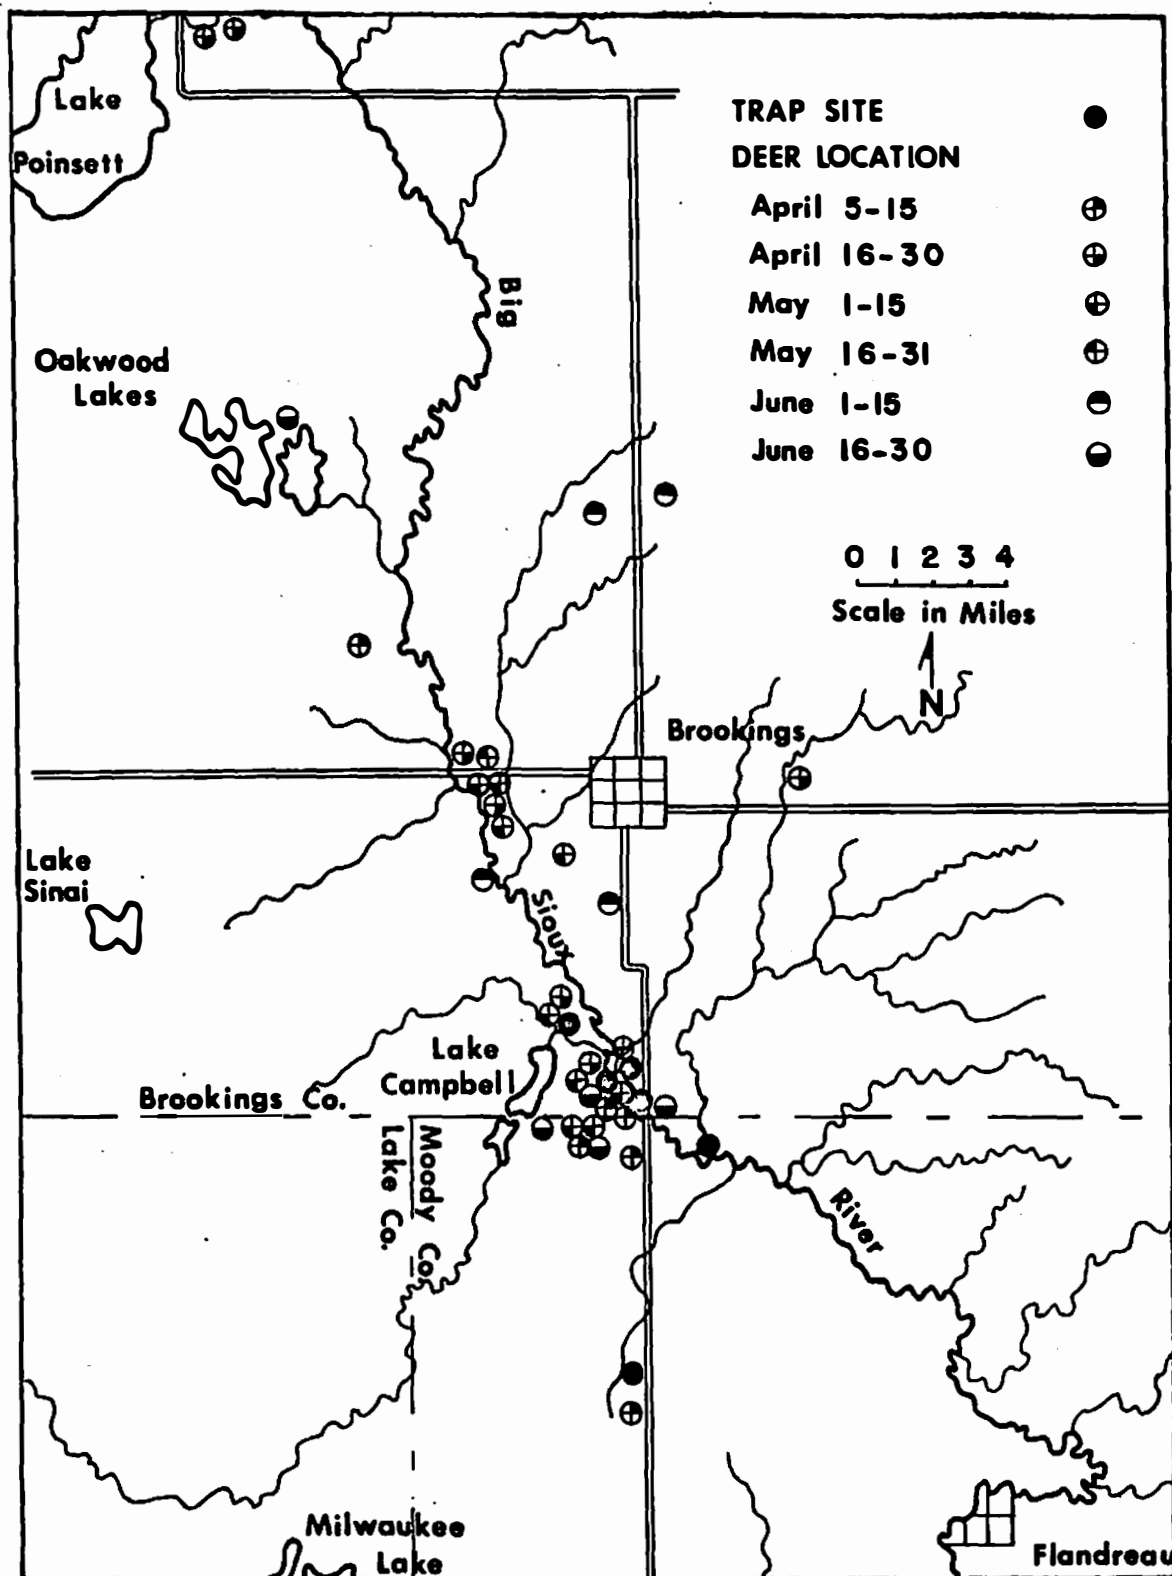 Lake
Poinsett
TRAP SITE
DEER LOCATION
April 5-15
April 16-30
May 1-15
May 16-31
June 1-15
June 16-30
Big
Oakwood
Lakes
0 1 2 3 4
Scale in Miles
N
Brookings
Lake
Sinai
Sioux
Lake
Campbell
Brookings Co.
Moody Co.
Lake Co.
River
Milwaukee
Lake
Flandreau